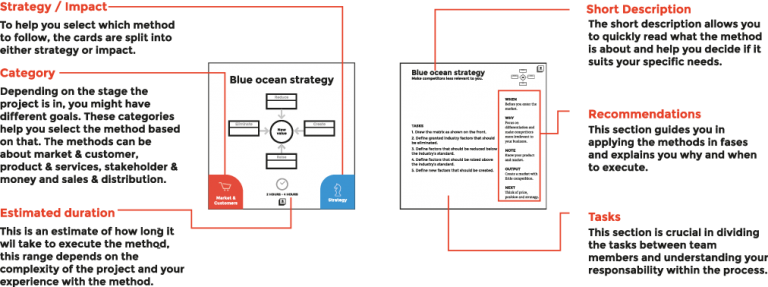 Strategy / Impact
To help you select which method
to follow, the cards are split into
either strategy or impact.
Category
Depending on the stage the
project is in, you might have
different goals. These categories
help you select the method based
on that. The methods can be
about market & customer,
product & services, stakeholder &
money and sales & distribution.
Estimated duration
This is an estimate of how long it
wil take to execute the method,
this range depends on the
complexity of the project and your
experience with the method.
Blue ocean strategy
Reduce
Eliminate
New
value
Create
Raise
Market &
Customers
2 HOURS - 4 HOURS
Strategy
Blue ocean strategy
Make competitors less relevant to you.
TASKS
1. Draw the matrix as shown on the front.
2. Define granted industry factors that should
be eliminated.
3. Define factors that should be reduced below
the industry's standard.
4. Define factors that should be raised above
the industry's standard.
5. Define new factors that should be created.
WHEN
Before you enter the
market.
WHY
Focus on
differentiation and
make competitors
more irrelevant to
your business.
NOTE
Know your product
and market.
OUTPUT
Create a market with
little competitors.
NEXT
Think of price,
position and strategy.
Short Description
The short description allows you
to quickly read what the method
is about and help you decide if it
suits your specific needs.
Recommendations
This section guides you in
applying the methods in fases
and explains you why and when
to execute.
Tasks
This section is crucial in dividing
the tasks between team
members and understanding your
responsability within the process.